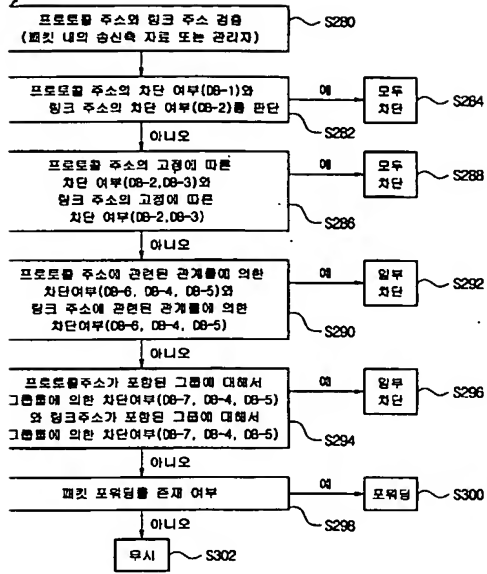 프로토콜 주소와 링크 주소 검증
S280
(패킷 내의 송신측 자료 또는 관리자)
프로토콜 주소의 차단 여부(DB-1)와
링크 주소의 차단 여부(DB-2)를 판단
예
모두
차단
S284
S282
아니오
프로토콜 주소의 고정에 따른
차단 여부(DB-2,DB-3)와
링크 주소의 고정에 따른
차단 여부(DB-2,DB-3)
예
모두
차단
S288
S286
아니오
프로토콜 주소에 관련된 관계룰에 의한
차단여부(DB-6, DB-4, DB-5)와
링크 주소에 관련된 관계룰에 의한
차단여부(DB-6, DB-4, DB-5)
예
일부
차단
S292
S290
아니오
프로토콜주소가 포함된 그룹에 대해서
그룹룰에 의한 차단여부(DB-7, DB-4, DB-5)
와 링크주소가 포함된 그룹에 대해서
그룹룰에 의한 차단여부(DB-7, DB-4, DB-5)
예
일부
차단
S296
S294
아니오
패킷 포워딩룰 존재 여부
예
포워딩
S300
S298
아니오
무시
S302